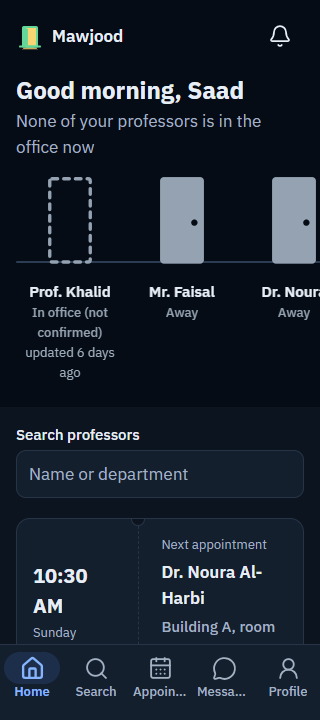 Mawjood
Good morning, Saad
None of your professors is in the
office now
Prof. Khalid
In office (not
confirmed)
updated 6 days
ago
Mr. Faisal
Away
Dr. Noura
Away
Search professors
Name or department
10:30
AM
Sunday
Next appointment
Dr. Noura Al-
Harbi
Building A, room
Home
Search
Appoin...
Messa...
Profile